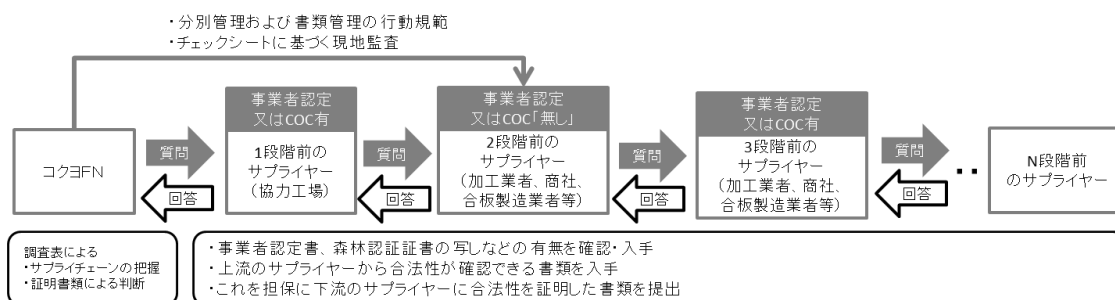 ・分別管理および書類管理の行動規範
・チェックシートに基づく現地監査
コクヨFN
質問
回答
事業者認定
又はCOC有
1段階前の
サプライヤー
（協力工場）
質問
回答
事業者認定
又はCOC「無し」
2段階前の
サプライヤー
（加工業者、商社、
合板製造業者等）
質問
回答
事業者認定
又はCOC有
3段階前の
サプライヤー
（加工業者、商社、
合板製造業者等）
質問
回答
‥
N段階前
のサプライヤー
調査表による
・サプライチェーンの把握
・証明書類による判断
・事業者認定書、森林認証証書の写しなどの有無を確認・入手
・上流のサプライヤーから合法性が確認できる書類を入手
・これを担保に下流のサプライヤーに合法性を証明した書類を提出